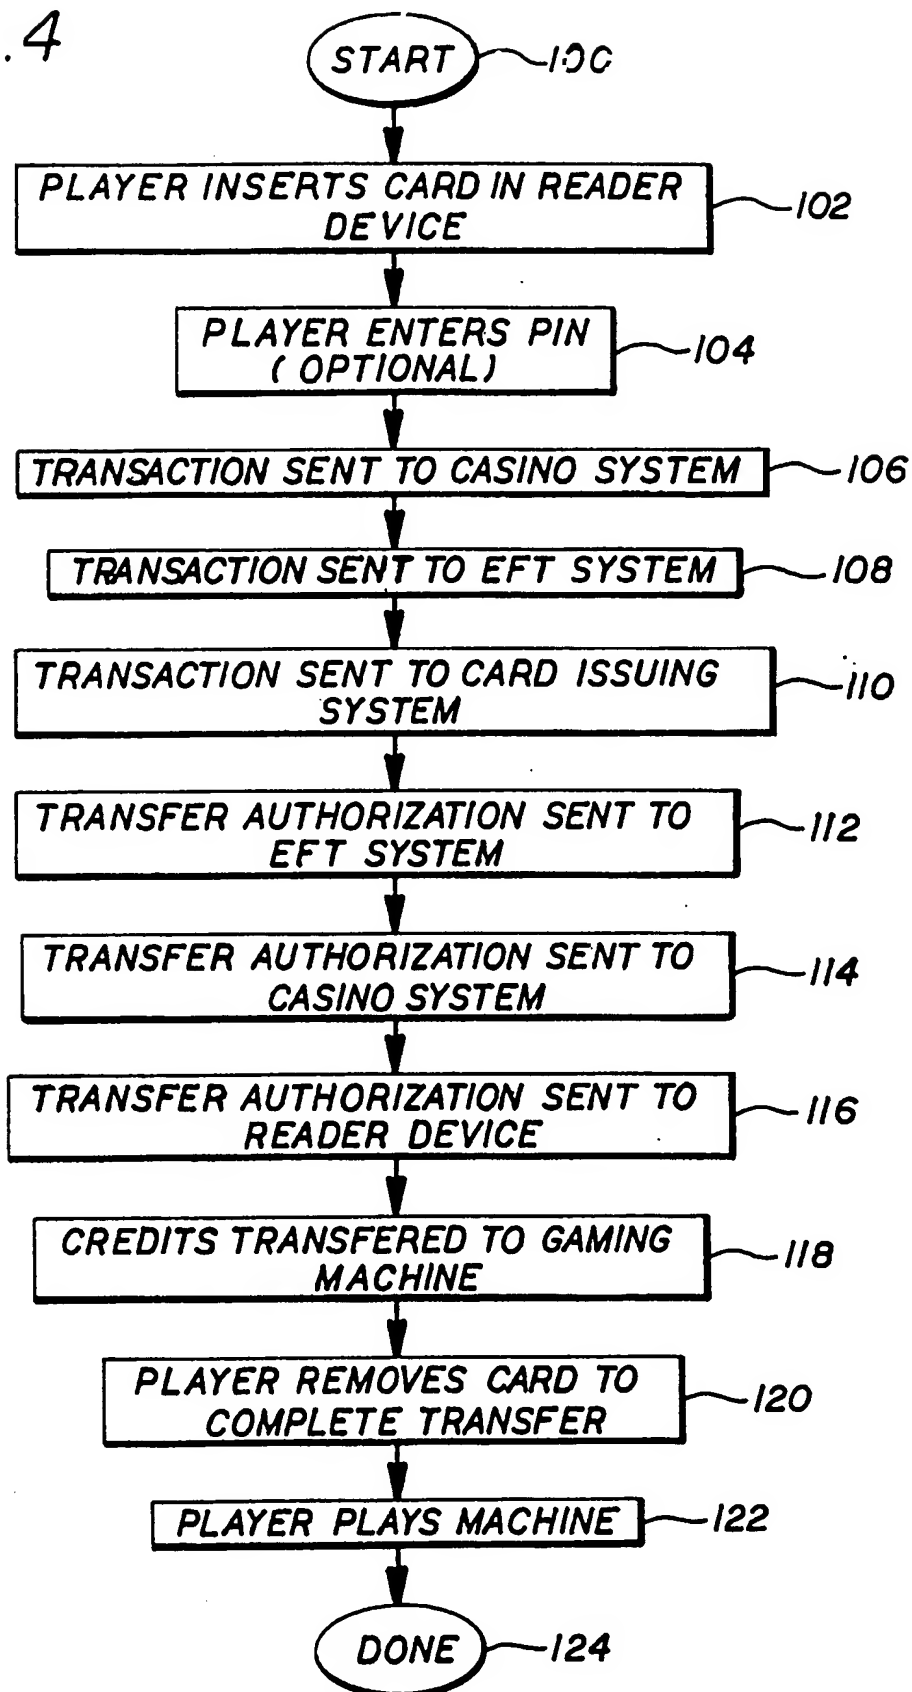 .4
START 100
PLAYER INSERTS CARD IN READER
DEVICE
102
PLAYER ENTERS PIN
(OPTIONAL)
104
TRANSACTION SENT TO CASINO SYSTEM 106
TRANSACTION SENT TO EFT SYSTEM 108
TRANSACTION SENT TO CARD ISSUING
SYSTEM
110
TRANSFER AUTHORIZATION SENT TO
EFT SYSTEM
112
TRANSFER AUTHORIZATION SENT TO
CASINO SYSTEM
114
TRANSFER AUTHORIZATION SENT TO
READER DEVICE
116
CREDITS TRANSFERED TO GAMING
MACHINE
118
PLAYER REMOVES CARD TO
COMPLETE TRANSFER
120
PLAYER PLAYS MACHINE 122
DONE 124